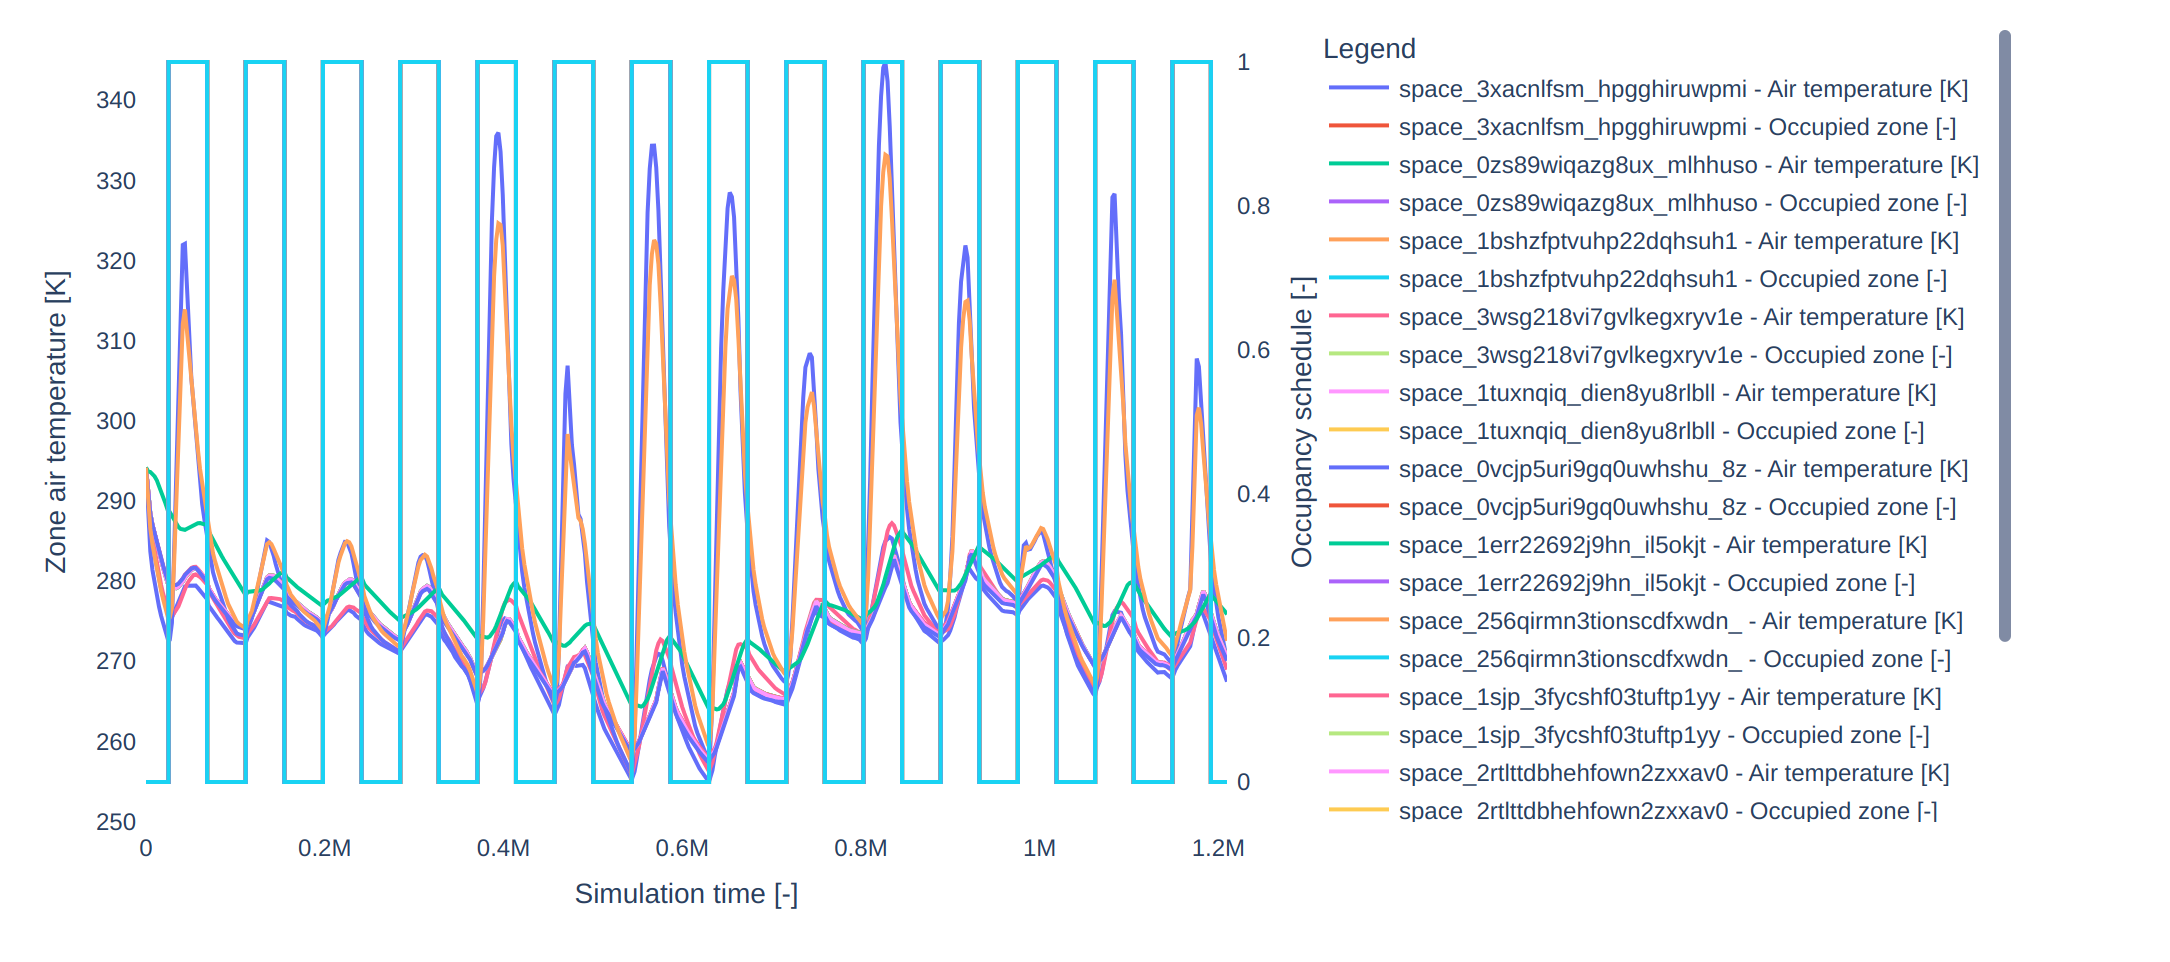 Legend
space_3xacnlfsm_hpgghiruwpmi - Air temperature [K]
space_3xacnlfsm_hpgghiruwpmi - Occupied zone [-]
space_0zs89wiqazg8ux_mlhhuso - Air temperature [K]
space_0zs89wiqazg8ux_mlhhuso - Occupied zone [-]
space_1bshzfptvuhp22dqhsuh1 - Air temperature [K]
space_1bshzfptvuhp22dqhsuh1 - Occupied zone [-]
space_3wsg218vi7gvlkegxryv1e - Air temperature [K]
space_3wsg218vi7gvlkegxryv1e - Occupied zone [-]
space_1tuxnqiq_dien8yu8rlbll - Air temperature [K]
space_1tuxnqiq_dien8yu8rlbll - Occupied zone [-]
space_0vcjp5uri9gq0uwhshu_8z - Air temperature [K]
space_0vcjp5uri9gq0uwhshu_8z - Occupied zone [-]
space_1err22692j9hn_il5okjt - Air temperature [K]
space_1err22692j9hn_il5okjt - Occupied zone [-]
space_256qirmn3tionscdfxwdn_ - Air temperature [K]
space_256qirmn3tionscdfxwdn_ - Occupied zone [-]
space_1sjp_3fycshf03tuftp1yy - Air temperature [K]
space_1sjp_3fycshf03tuftp1yy - Occupied zone [-]
space_2rtlttdbhehfown2zxxav0 - Air temperature [K]
space_2rtlttdbhehfown2zxxav0 - Occupied zone [-]
Zone air temperature [K]
340
330
320
310
300
290
280
270
260
250
0 0.2M 0.4M 0.6M 0.8M 1M 1.2M
Simulation time [-]
1
0.8
0.6
0.4
0.2
0
Occupancy schedule [-]